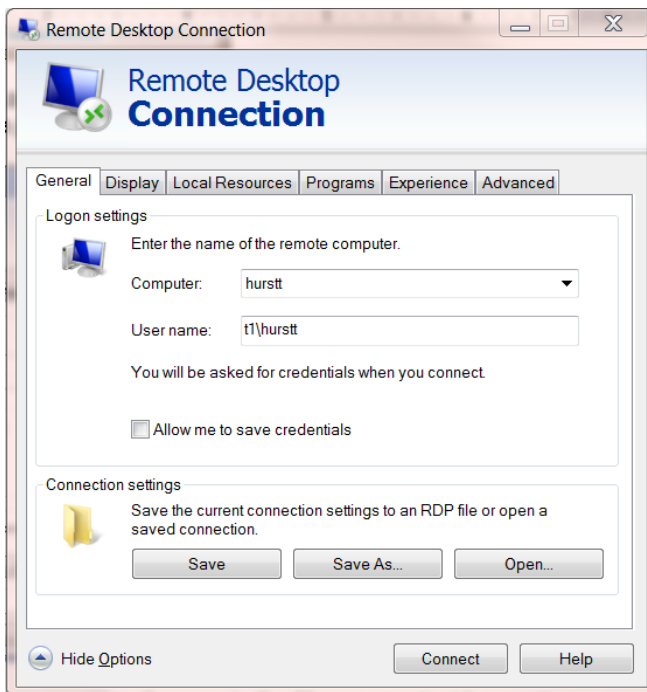 Remote Desktop Connection
Remote Desktop
Connection
General Display Local Resources Programs Experience Advanced
Logon settings
Enter the name of the remote computer.
Computer: hurstt
User name: t1\hurstt
You will be asked for credentials when you connect.
Allow me to save credentials
Connection settings
Save the current connection settings to an RDP file or open a
saved connection.
Save Save As... Open...
Hide Options Connect Help